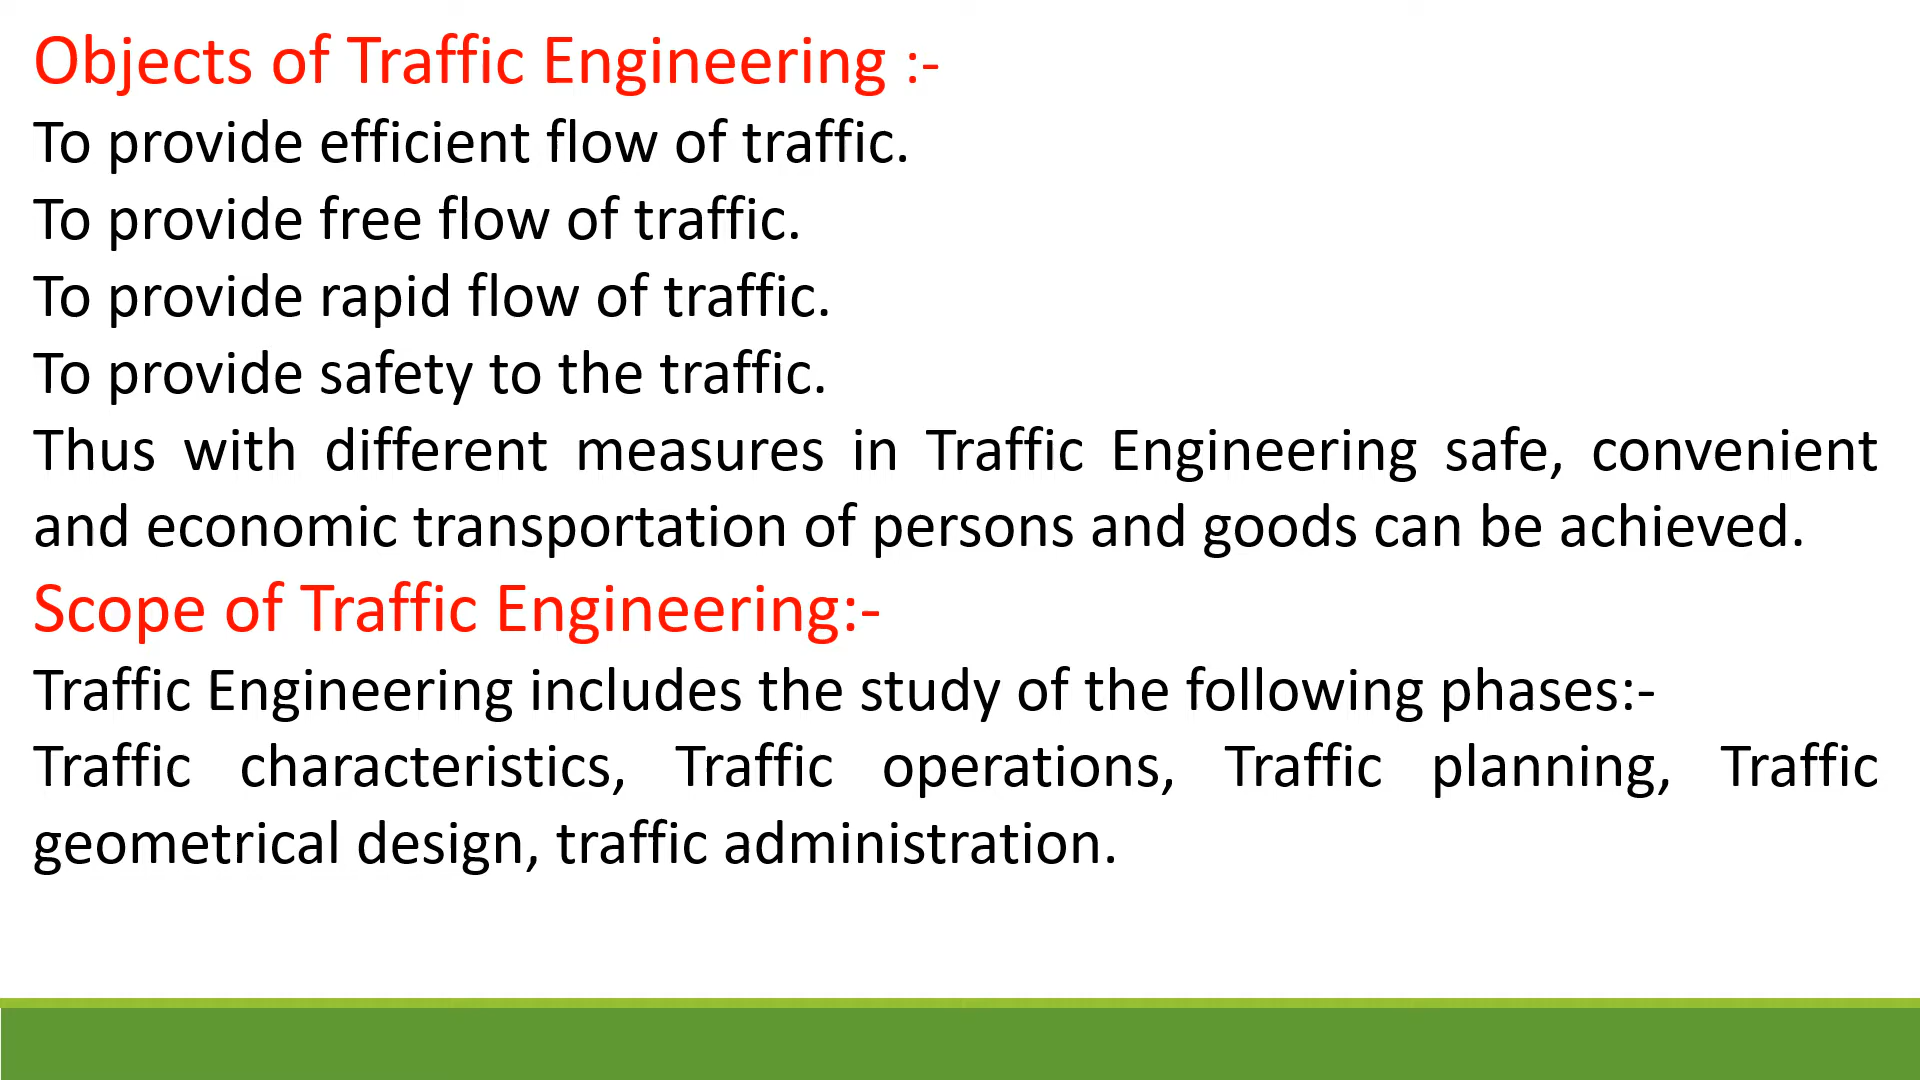 Objects of Traffic Engineering :-
To provide efficient flow of traffic.
To provide free flow of traffic.
To provide rapid flow of traffic.
To provide safety to the traffic.
Thus with different measures in Traffic Engineering safe, convenient
and economic transportation of persons and goods can be achieved.
Scope of Traffic Engineering:-
Traffic Engineering includes the study of the following phases:-
Traffic characteristics, Traffic operations, Traffic planning, Traffic
geometrical design, traffic administration.